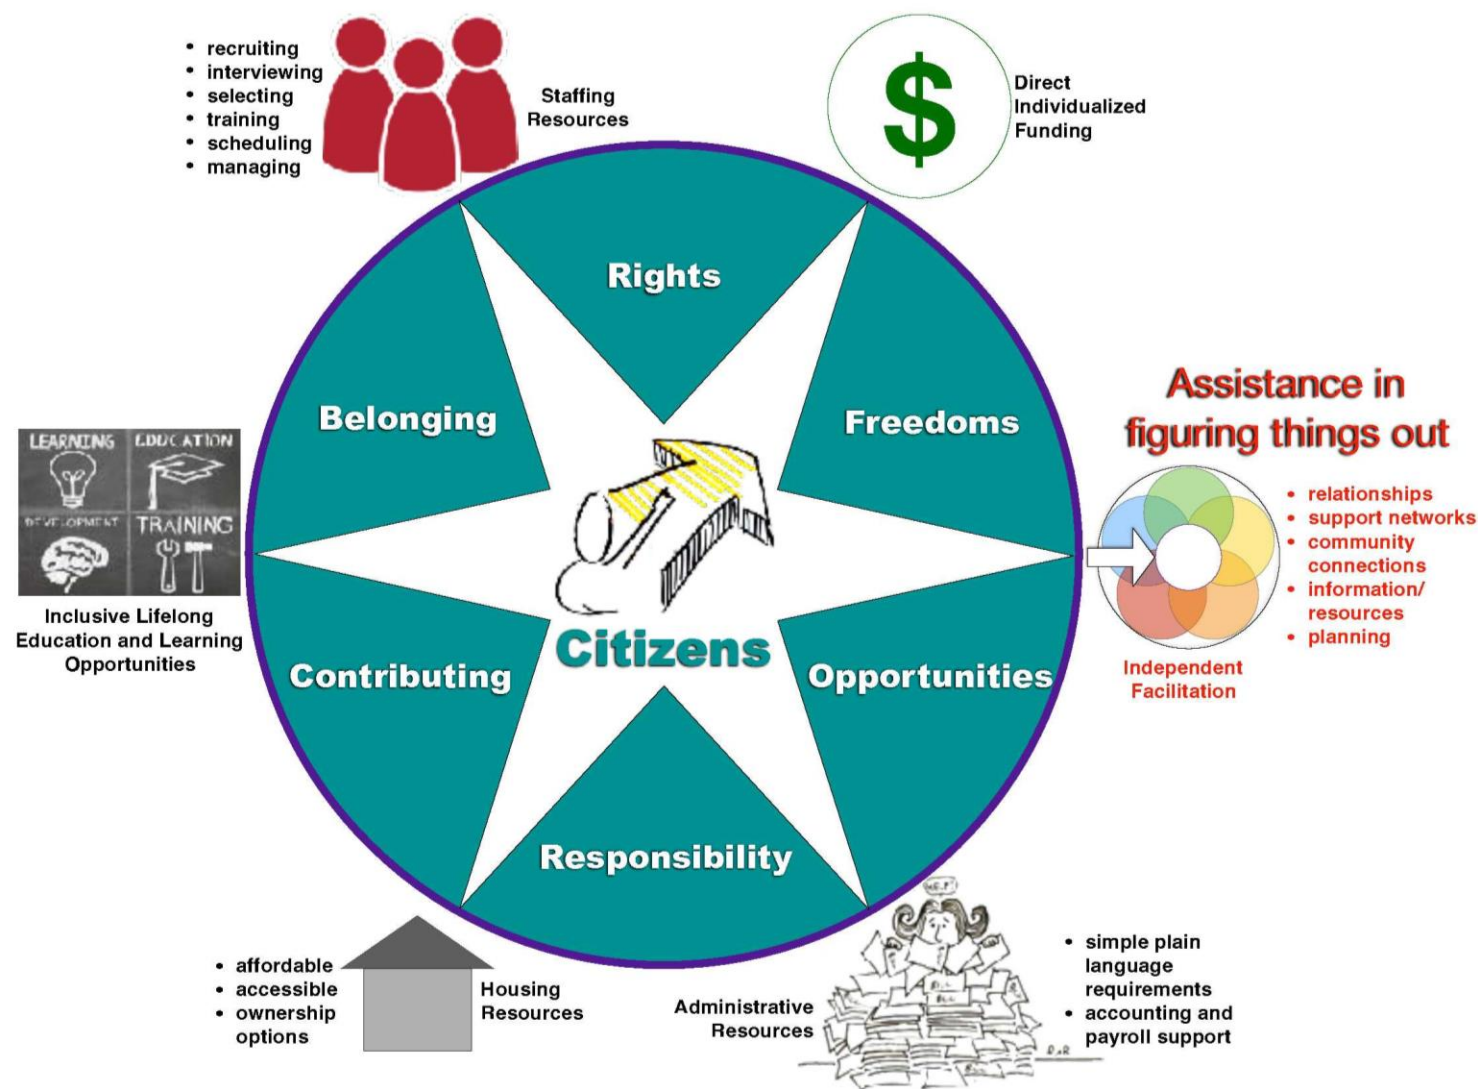 • recruiting
• interviewing
• selecting
• training
• scheduling
• managing
Staffing
Resources
$
Direct
Individualized
Funding
Rights
Belonging
Freedoms
Assistance in
figuring things out
LEARNING
EDUCATION
DEVELOPMENT
TRAINING
Inclusive Lifelong
Education and Learning
Opportunities
• relationships
• support networks
• community
connections
• information/
resources
• planning
Independent
Facilitation
Citizens
Contributing
Opportunities
Responsibility
• affordable
• accessible
• ownership
options
Housing
Resources
Administrative
Resources
HELP!
• simple plain
language
requirements
• accounting and
payroll support